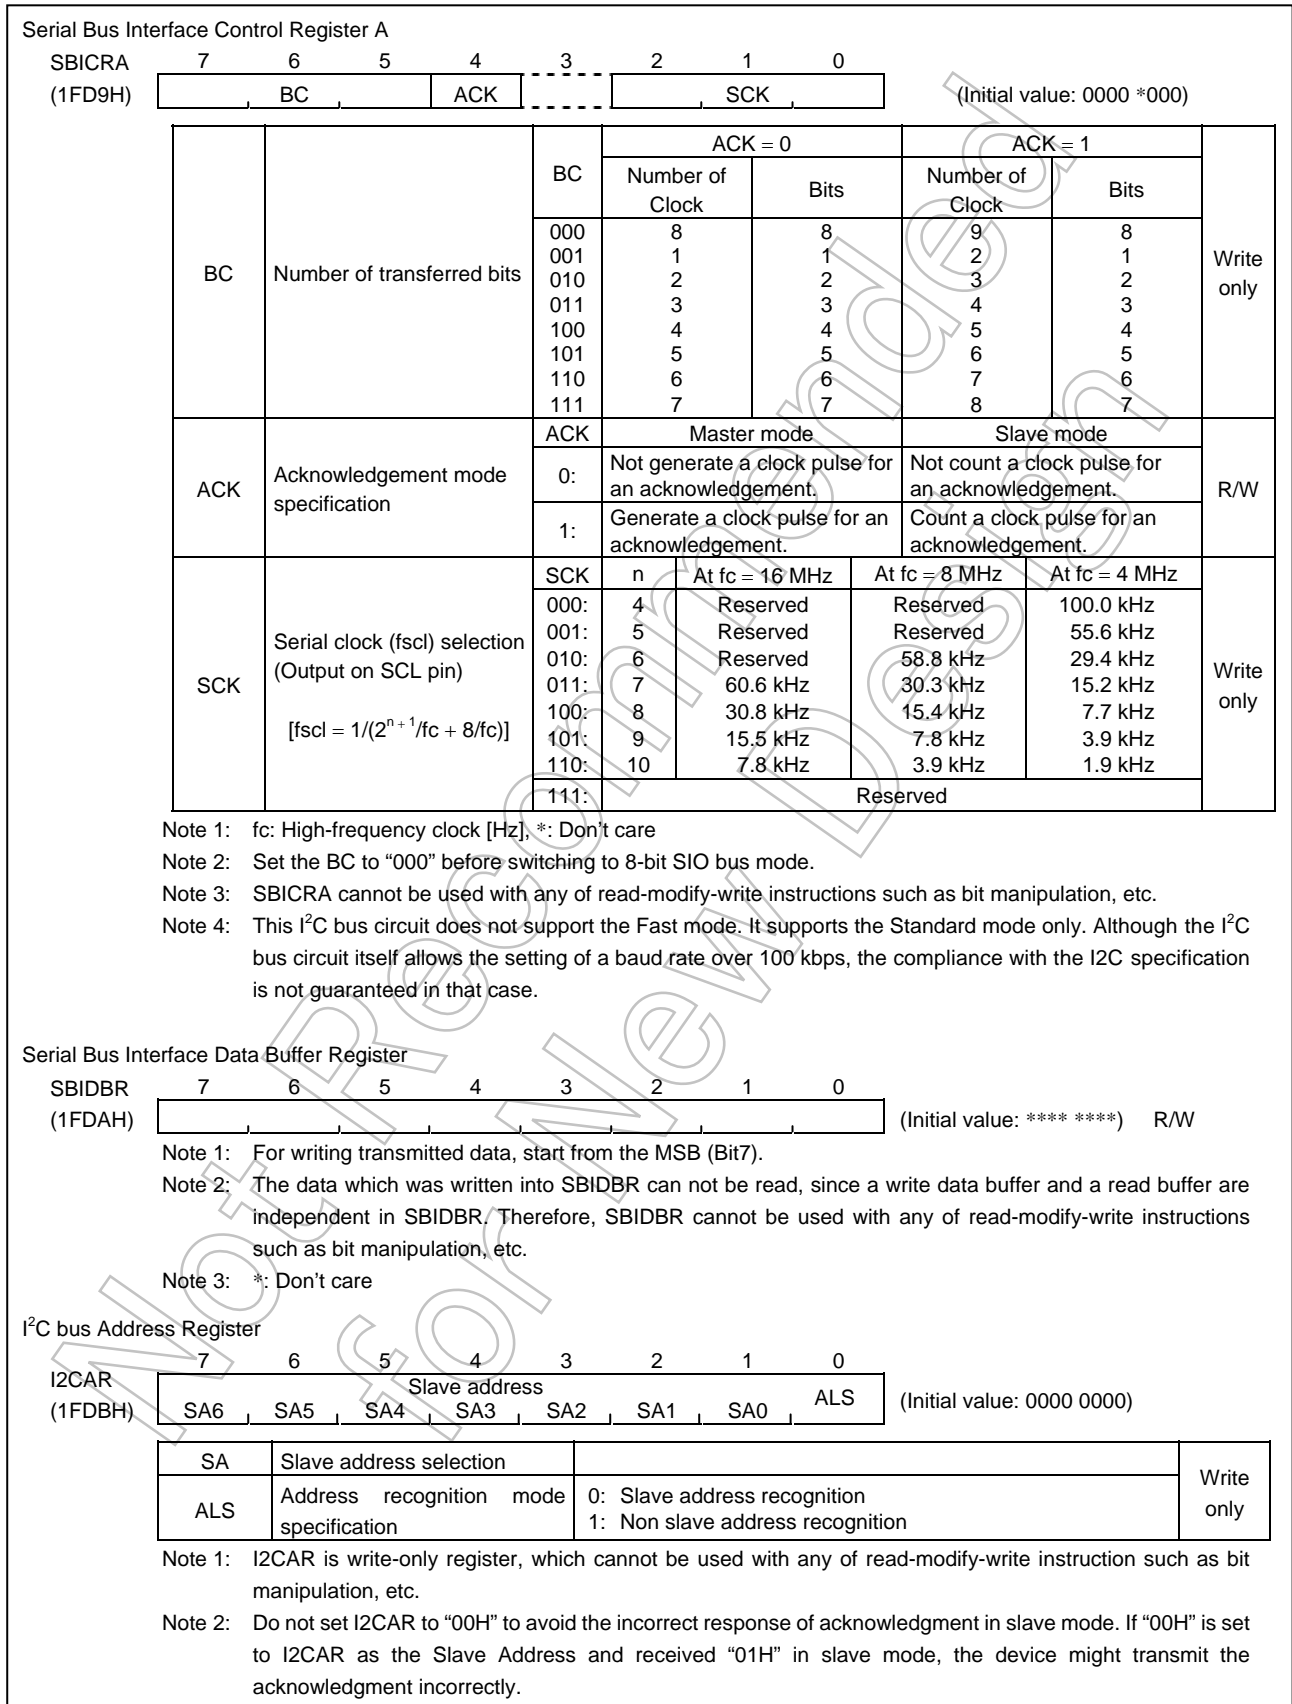 Serial Bus Interface Control Register A
SBICRA 7 6 5 4 3 2 1 0
(1FD9H) BC ACK SCK (Initial value: 0000 *000)
BC Number of transferred bits BC ACK = 0 ACK = 1 Write only
Number of Clock Bits Number of Clock Bits
000 8 8 9 8
001 1 1 2 1
010 2 2 3 2
011 3 3 4 3
100 4 4 5 4
101 5 5 6 5
110 6 6 7 6
111 7 7 8 7
ACK Acknowledgement mode specification ACK Master mode Slave mode R/W
0: Not generate a clock pulse for an acknowledgement. Not count a clock pulse for an acknowledgement.
1: Generate a clock pulse for an acknowledgement. Count a clock pulse for an acknowledgement.
SCK Serial clock (fscl) selection (Output on SCL pin) [fscl = 1/(2^(n + 1)/fc + 8/fc)] SCK n At fc = 16 MHz At fc = 8 MHz At fc = 4 MHz Write only
000: 4 Reserved Reserved 100.0 kHz
001: 5 Reserved Reserved 55.6 kHz
010: 6 Reserved 58.8 kHz 29.4 kHz
011: 7 60.6 kHz 30.3 kHz 15.2 kHz
100: 8 30.8 kHz 15.4 kHz 7.7 kHz
101: 9 15.5 kHz 7.8 kHz 3.9 kHz
110: 10 7.8 kHz 3.9 kHz 1.9 kHz
111: Reserved
Note 1: fc: High-frequency clock [Hz], *: Don't care
Note 2: Set the BC to “000” before switching to 8-bit SIO bus mode.
Note 3: SBICRA cannot be used with any of read-modify-write instructions such as bit manipulation, etc.
Note 4: This I²C bus circuit does not support the Fast mode. It supports the Standard mode only. Although the I²C
bus circuit itself allows the setting of a baud rate over 100 kbps, the compliance with the I2C specification
is not guaranteed in that case.
Serial Bus Interface Data Buffer Register
SBIDBR 7 6 5 4 3 2 1 0
(1FDAH) (Initial value: **** ****) R/W
Note 1: For writing transmitted data, start from the MSB (Bit7).
Note 2: The data which was written into SBIDBR can not be read, since a write data buffer and a read buffer are
independent in SBIDBR. Therefore, SBIDBR cannot be used with any of read-modify-write instructions
such as bit manipulation, etc.
Note 3: *: Don't care
I²C bus Address Register
7 6 5 4 3 2 1 0
I2CAR Slave address
(1FDBH) SA6 SA5 SA4 SA3 SA2 SA1 SA0 ALS (Initial value: 0000 0000)
SA Slave address selection Write only
ALS Address recognition mode specification 0: Slave address recognition
1: Non slave address recognition
Note 1: I2CAR is write-only register, which cannot be used with any of read-modify-write instruction such as bit
manipulation, etc.
Note 2: Do not set I2CAR to “00H” to avoid the incorrect response of acknowledgment in slave mode. If “00H” is set
to I2CAR as the Slave Address and received “01H” in slave mode, the device might transmit the
acknowledgment incorrectly.
Not Recommended
for New Design